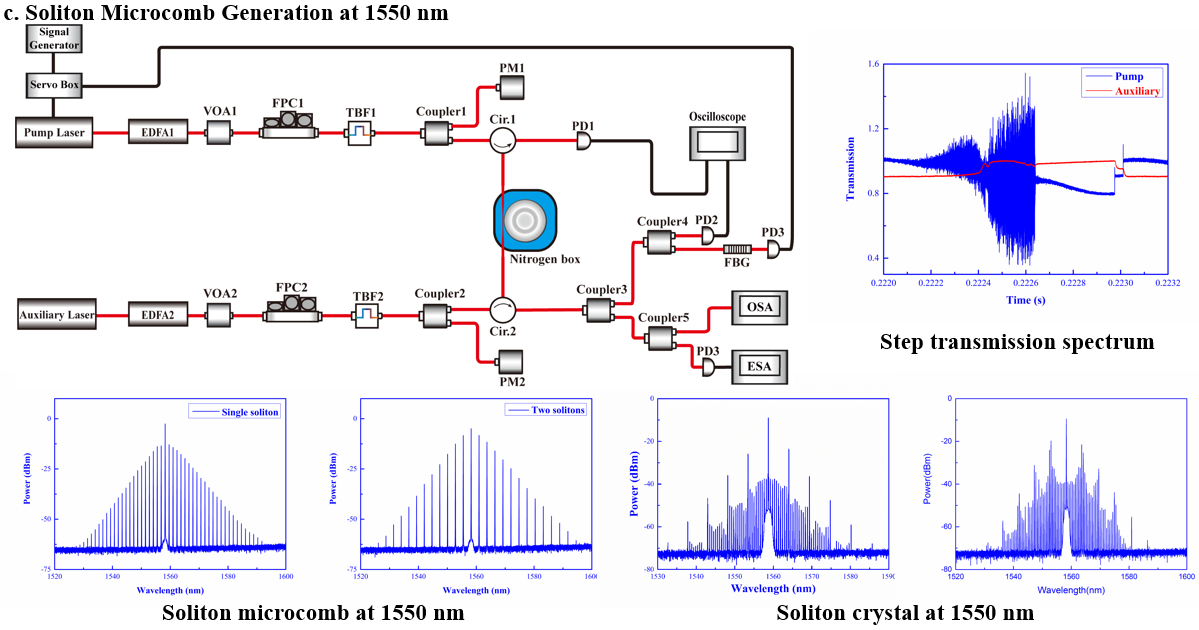 c. Soliton Microcomb Generation at 1550 nm
Signal
Generator
Servo Box
Pump Laser
EDFA1
VOA1
FPC1
TBF1
Coupler1
PM1
Cir.1
PD1
Oscilloscope
Nitrogen box
Coupler4
PD2
PD3
FBG
Auxiliary Laser
EDFA2
VOA2
FPC2
TBF2
Coupler2
PM2
Cir.2
Coupler3
Coupler5
PD3
OSA
ESA
Pump
Auxiliary
Transmission
1.6
1.2
0.8
0.4
0.2220 0.2222 0.2224 0.2226 0.2228 0.2230 0.2232
Time (s)
Step transmission spectrum
Single soliton
Power (dBm)
0
-25
-50
-75
1520 1540 1560 1580 1600
Wavelength (nm)
Two solitons
Power (dBm)
0
-25
-50
-75
1520 1540 1560 1580 160
Wavelength (nm)
Soliton microcomb at 1550 nm
Power (dBm)
0
-20
-40
-60
-80
1530 1540 1550 1560 1570 1580 159
Wavelength (nm)
Power(dBm)
0
-20
-40
-60
-80
1520 1540 1560 1580 1600
Wavelength(nm)
Soliton crystal at 1550 nm